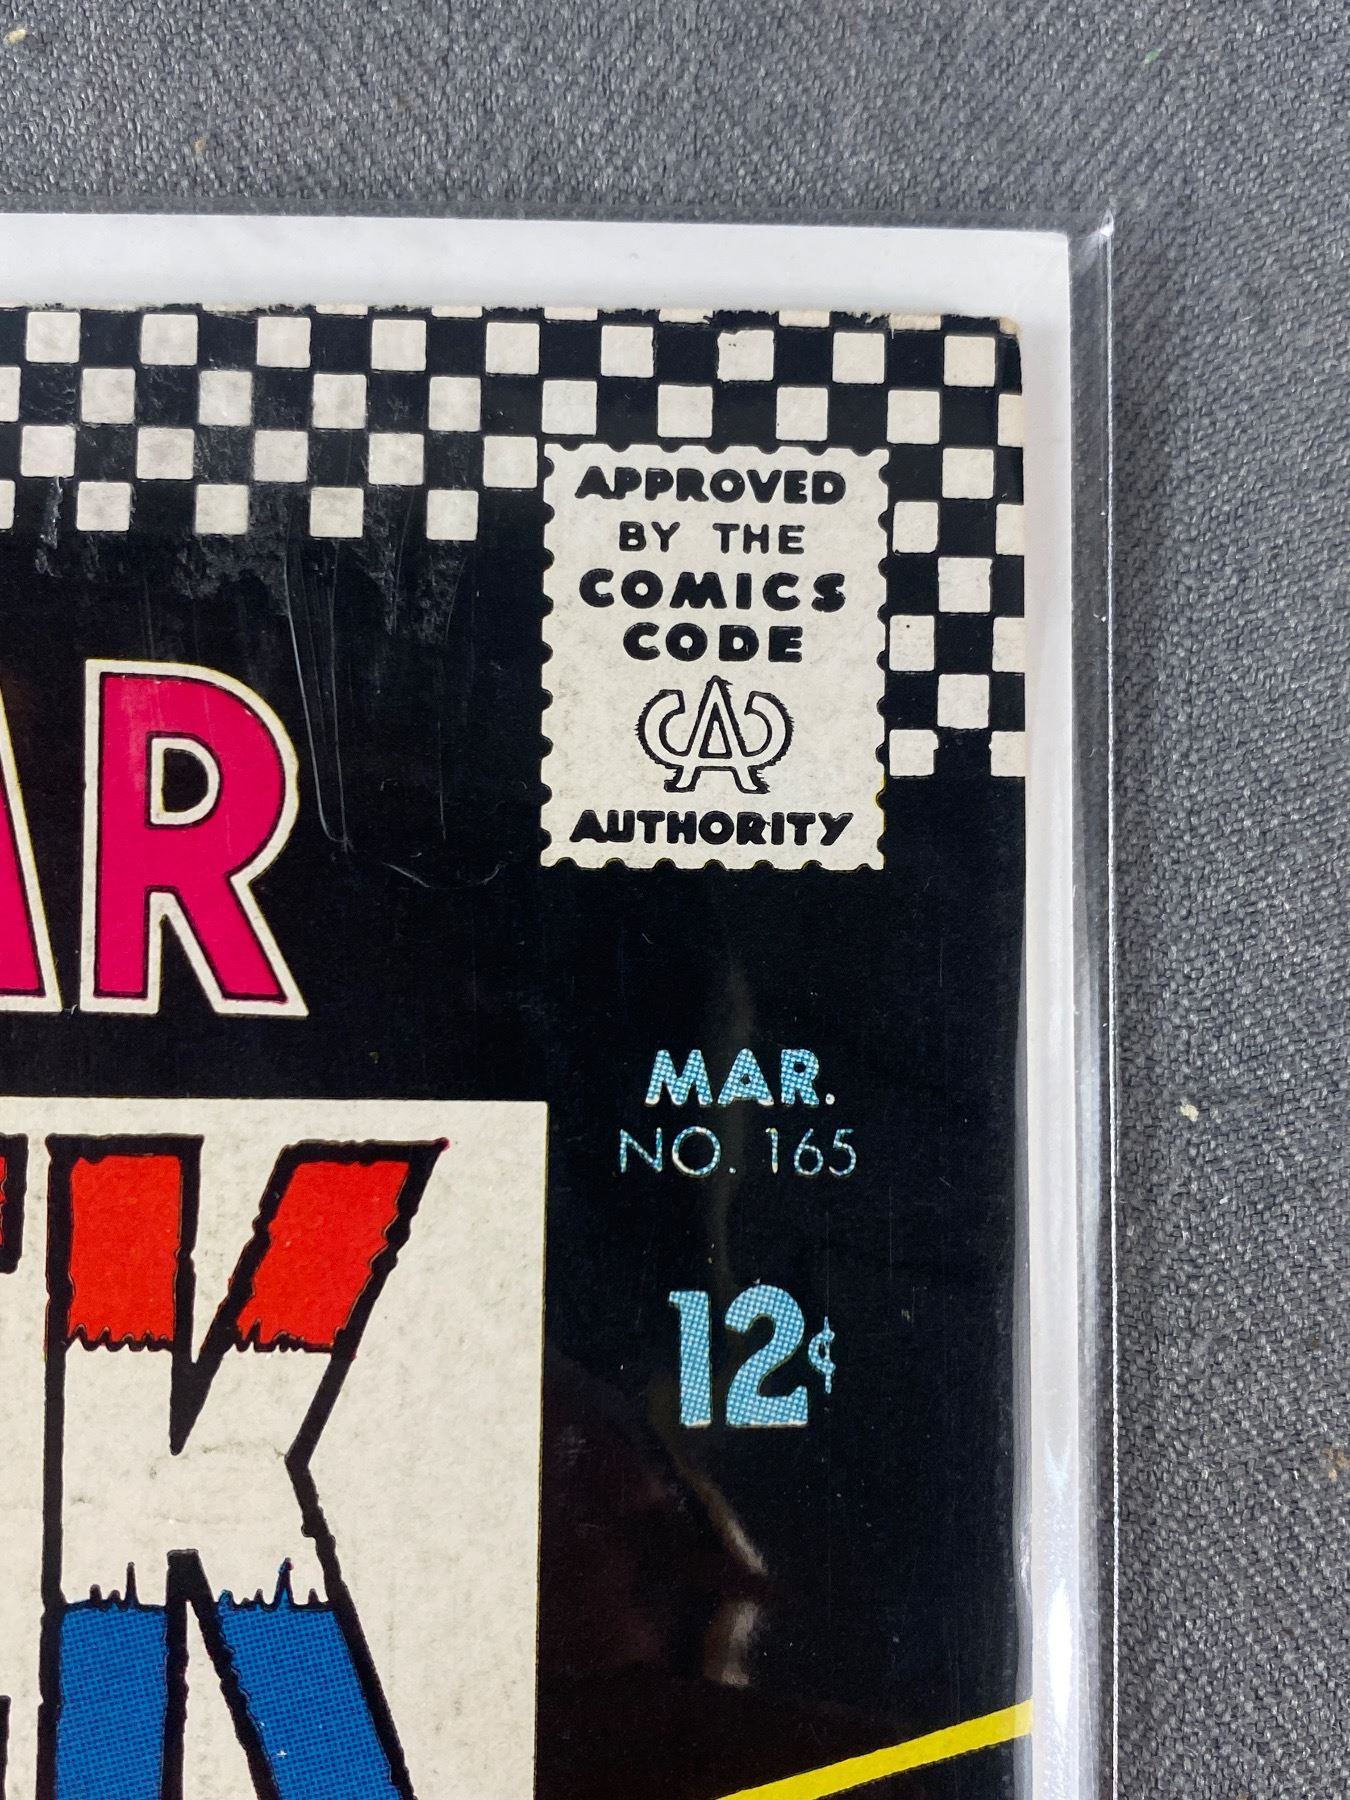 APPROVED
BY THE
COMICS
CODE
CA
AUTHORITY
AR
MAR.
NO. 165
12¢
K